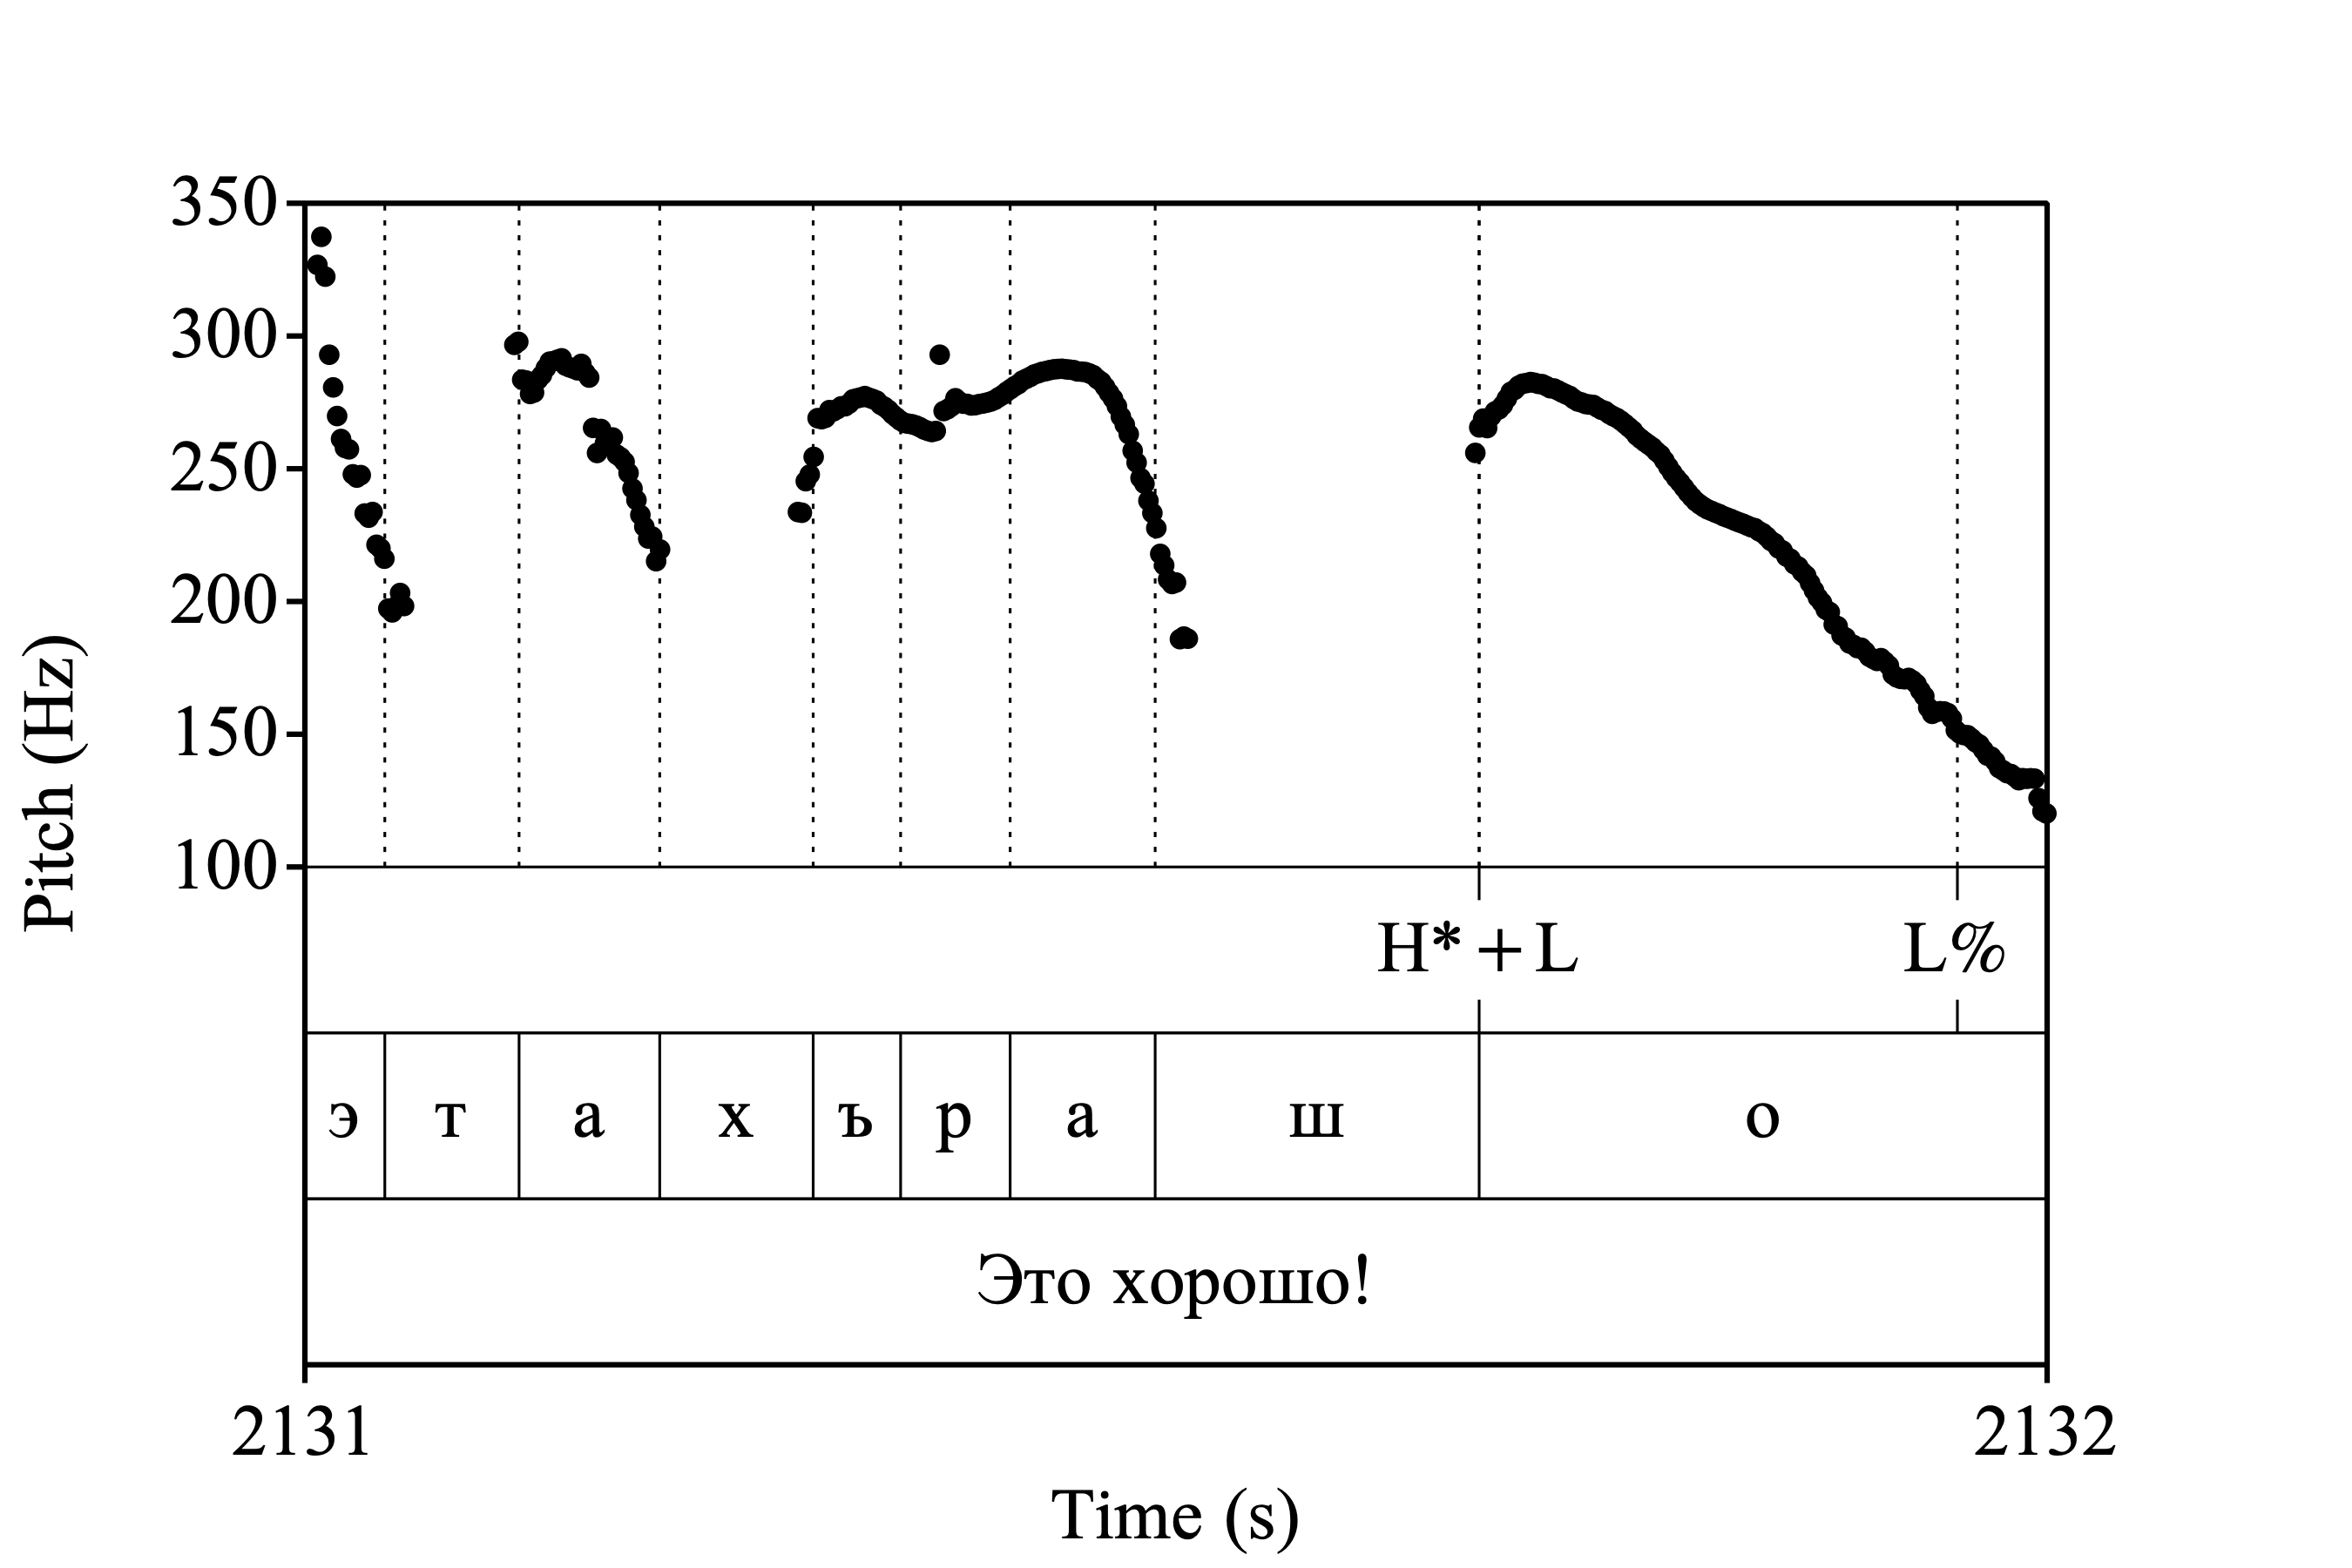 350
300
250
200
150
100
Pitch (Hz)
H* + L L%
э т а х ъ р а ш о
Это хорошо!
2131 2132
Time (s)